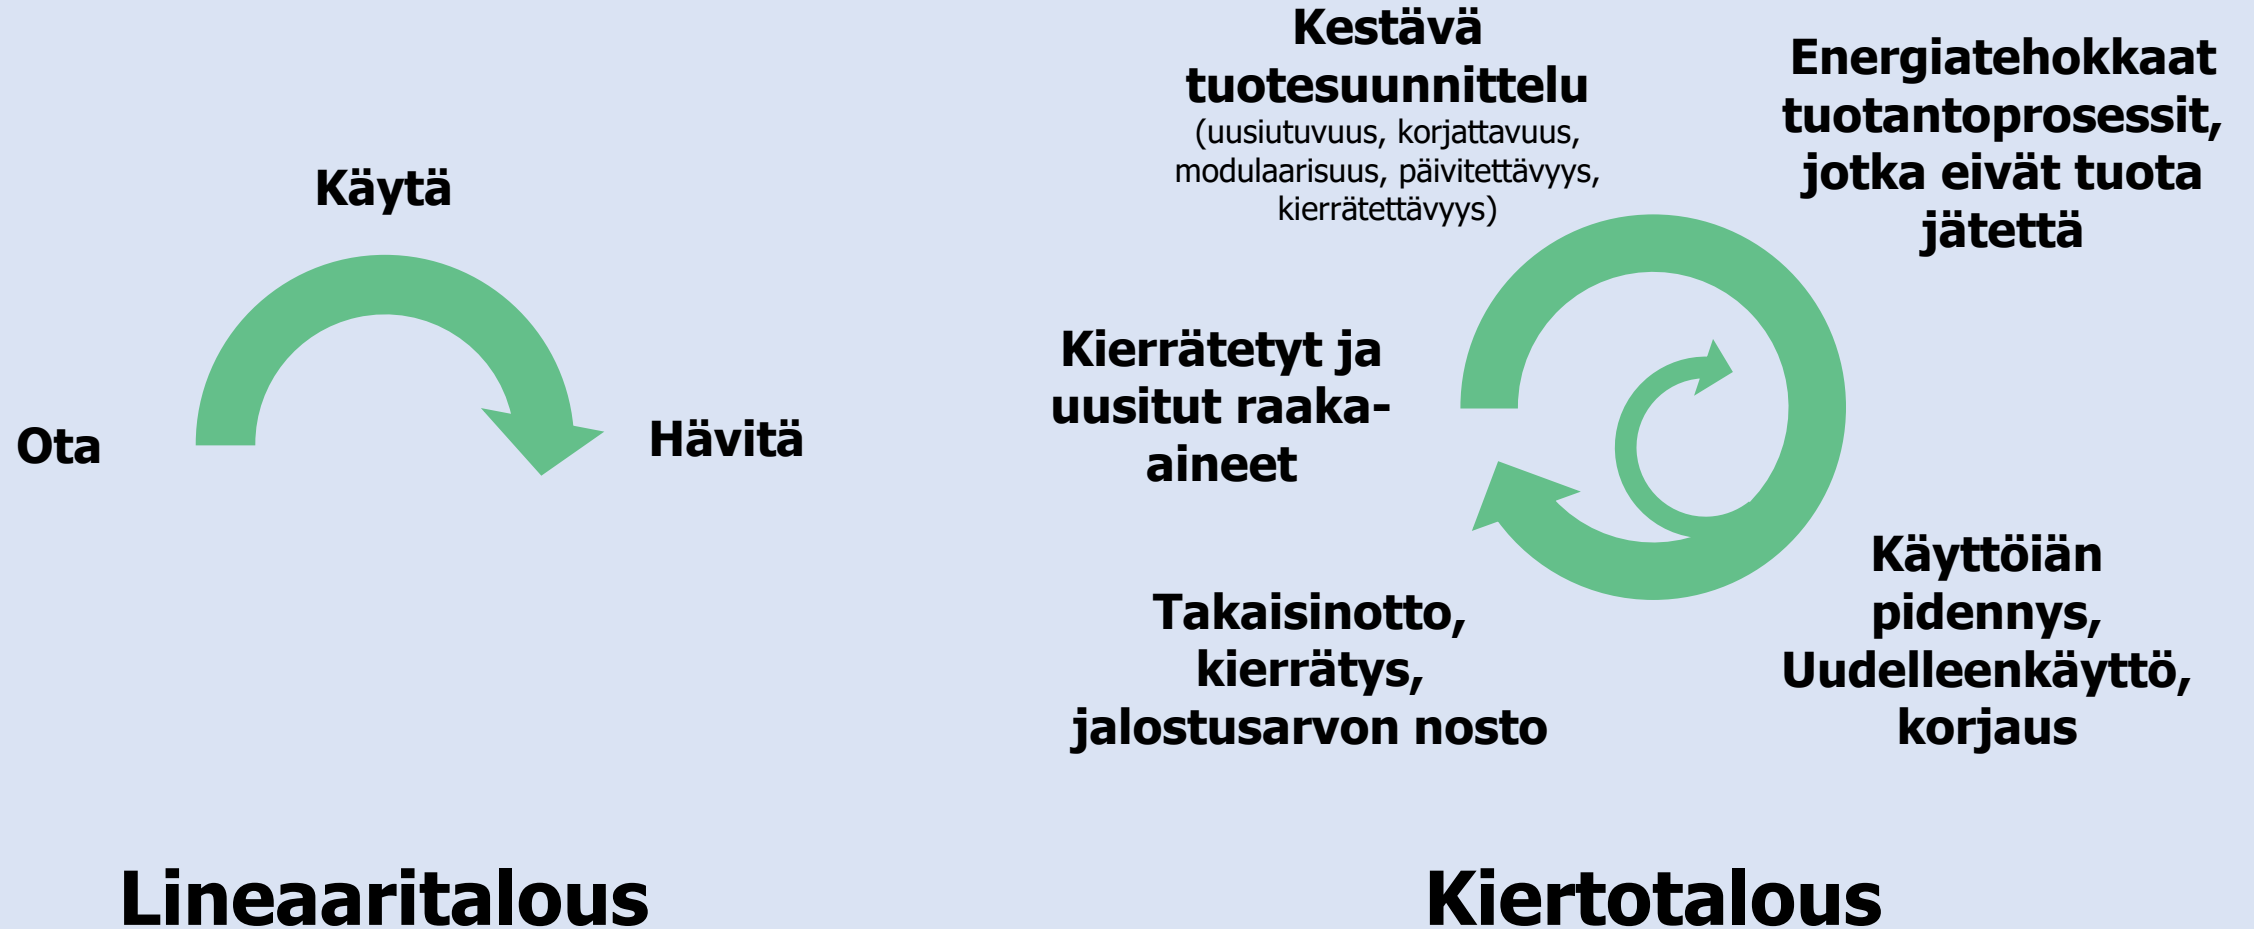 Käytä
Ota
Hävitä
Lineaaritalous
Kestävä
tuotesuunnittelu
(uusiutuvuus, korjattavuus,
modulaarisuus, päivitettävyys,
kierrätettävyys)
Energiatehokkaat
tuotantoprosessit,
jotka eivät tuota
jätettä
Kierrätetyt ja
uusitut raaka-
aineet
Käyttöiän
pidennys,
Uudelleenkäyttö,
korjaus
Takaisinotto,
kierrätys,
jalostusarvon nosto
Kiertotalous